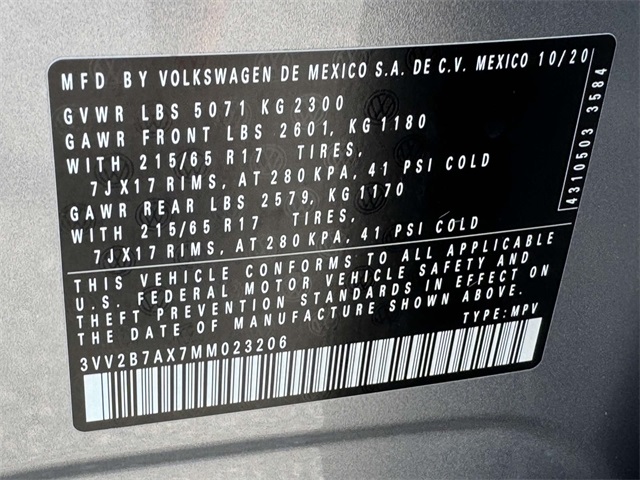 MFD BY VOLKSWAGEN DE MEXICO S.A. DE C.V. MEXICO 10/20
GVWR LBS 5071 KG 2300
GAWR FRONT LBS 2601, KG 1180
WITH 215/65 R17 TIRES,
7JX17 RIMS, AT 280 KPA, 41 PSI COLD
GAWR REAR LBS 2579, KG 1170
WITH 215/65 R17 TIRES,
7JX17 RIMS, AT 280 KPA, 41 PSI COLD
THIS VEHICLE CONFORMS TO ALL APPLICABLE
U.S. FEDERAL MOTOR VEHICLE SAFETY AND
THEFT PREVENTION STANDARDS IN EFFECT ON
THE DATE OF MANUFACTURE SHOWN ABOVE.
TYPE: MPV
3VV2B7AX7MM023206
4310503 3584